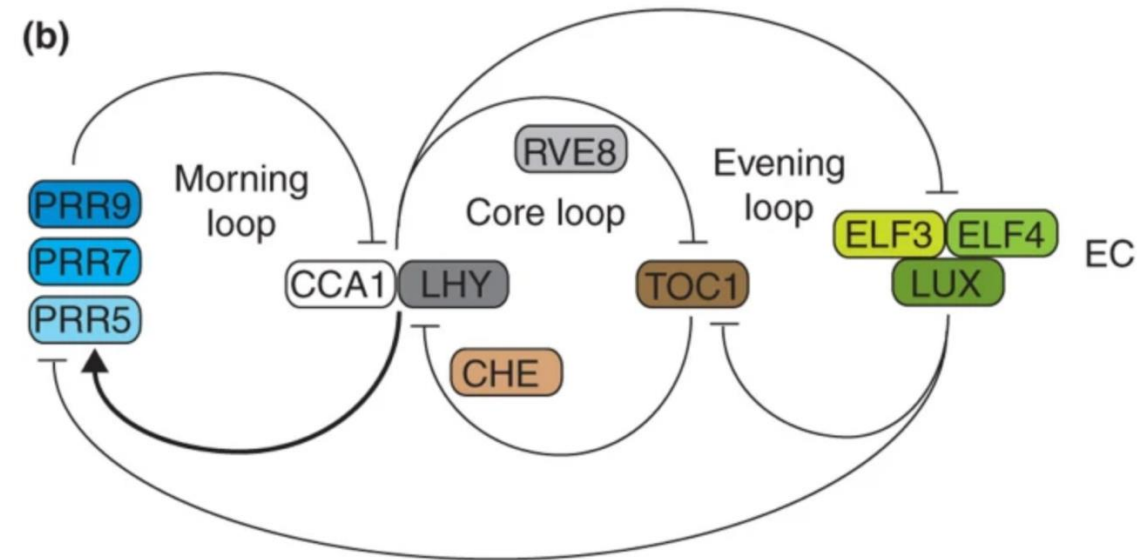 (b)
Morning
loop
RVE8
Core loop
Evening
loop
PRR9
PRR7
PRR5
CCA1
LHY
TOC1
ELF3
ELF4
LUX
EC
CHE